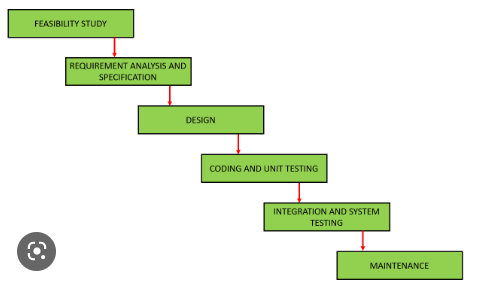 FEASIBILITY STUDY
REQUIREMENT ANALYSIS AND
SPECIFICATION
DESIGN
CODING AND UNIT TESTING
INTEGRATION AND SYSTEM
TESTING
MAINTENANCE